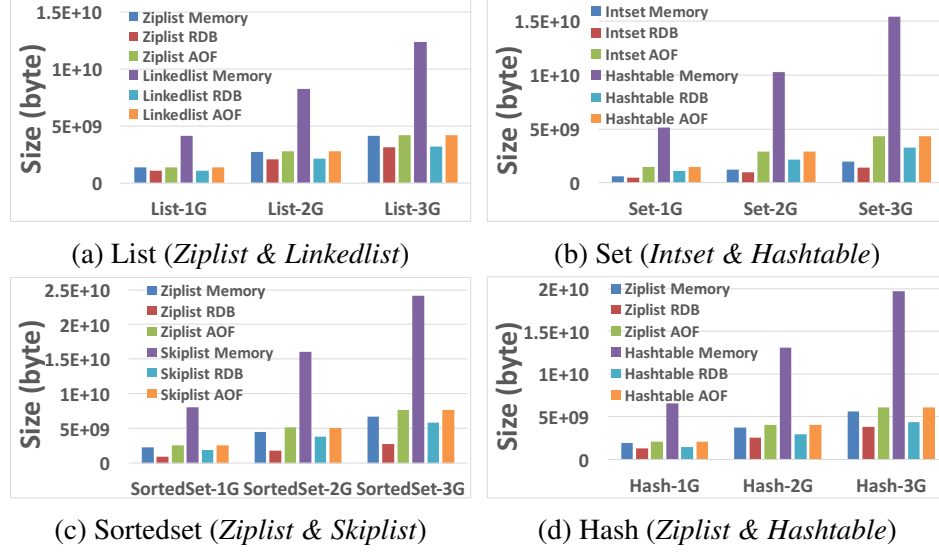 1.5E+10
1E+10
5E+09
0
Size (byte)
Ziplist Memory
Ziplist RDB
Ziplist AOF
Linkedlist Memory
Linkedlist RDB
Linkedlist AOF
List-1G List-2G List-3G
(a) List (Ziplist & Linkedlist)
1.5E+10
1E+10
5E+09
0
Size (byte)
Intset Memory
Intset RDB
Intset AOF
Hashtable Memory
Hashtable RDB
Hashtable AOF
Set-1G Set-2G Set-3G
(b) Set (Intset & Hashtable)
2.5E+10
2E+10
1.5E+10
1E+10
5E+09
0
Size (byte)
Ziplist Memory
Ziplist RDB
Ziplist AOF
Skiplist Memory
Skiplist RDB
Skiplist AOF
SortedSet-1G SortedSet-2G SortedSet-3G
(c) Sortedset (Ziplist & Skiplist)
2E+10
1.5E+10
1E+10
5E+09
0
Size (byte)
Ziplist Memory
Ziplist RDB
Ziplist AOF
Hashtable Memory
Hashtable RDB
Hashtable AOF
Hash-1G Hash-2G Hash-3G
(d) Hash (Ziplist & Hashtable)